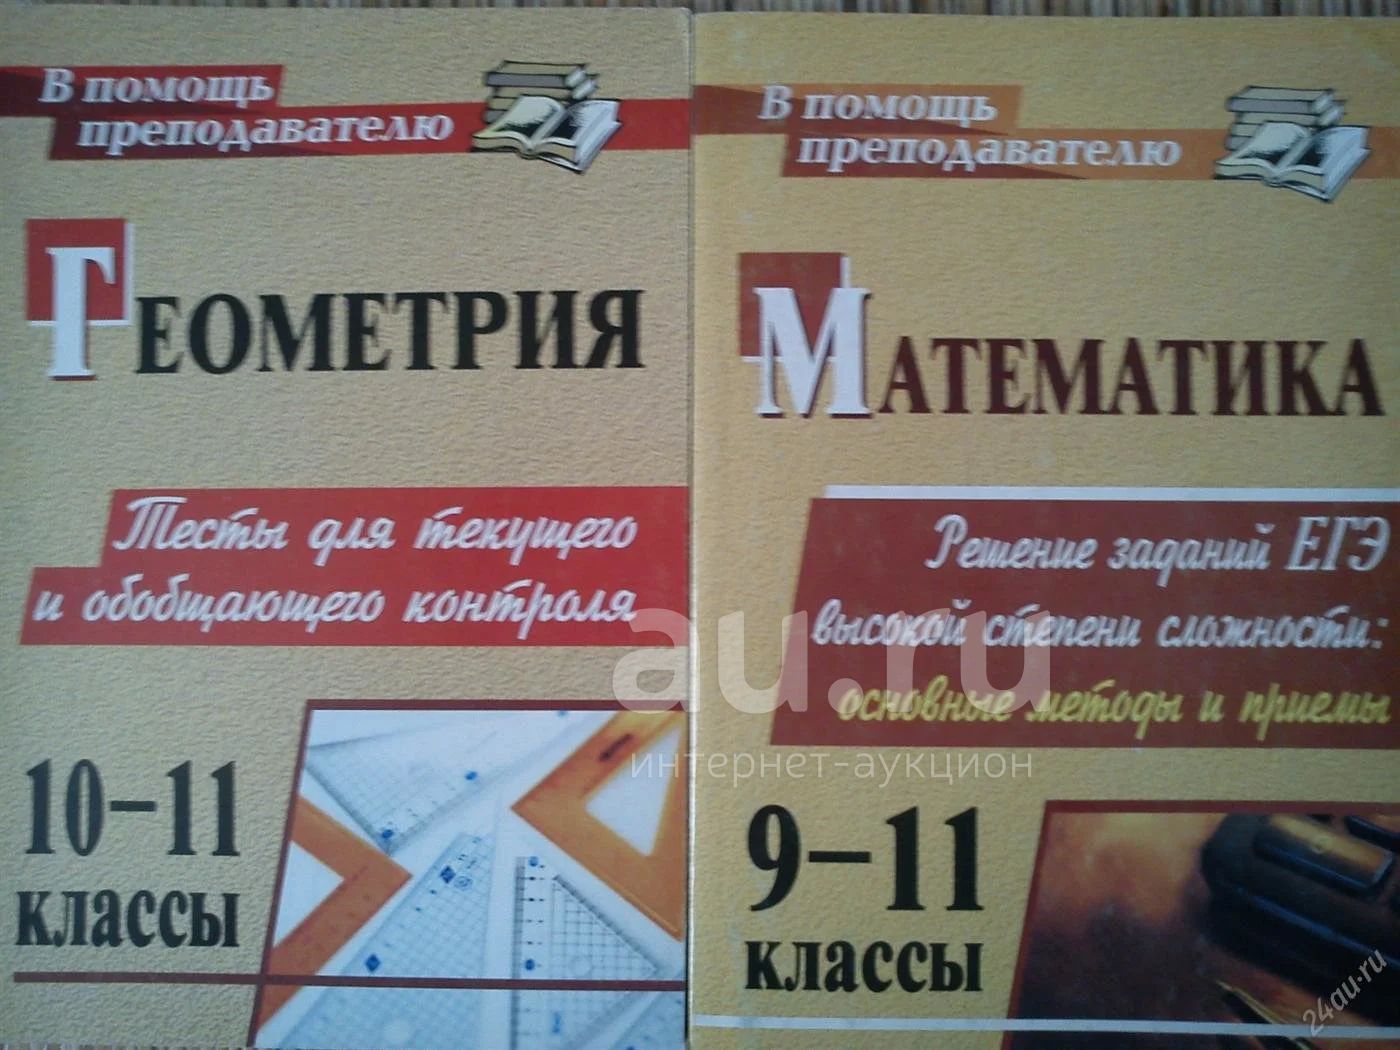 В помощь
преподавателю
ГЕОМЕТРИЯ
Тесты для текущего
и обобщающего контроля
10–11
классы
В помощь
преподавателю
МАТЕМАТИКА
Решение заданий ЕГЭ
высокой степени сложности:
основные методы и приемы
9–11
классы
au.ru
интернет-аукцион
24au.ru